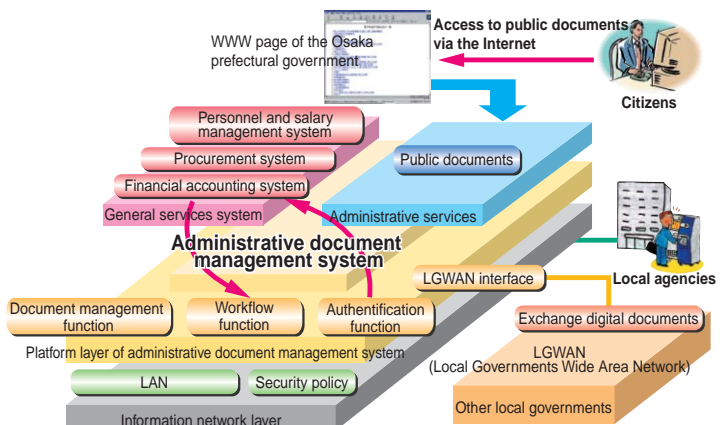 WWW page of the Osaka
prefectural government
Access to public documents
via the Internet
Citizens
Personnel and salary
management system
Procurement system
Financial accounting system
General services system
Public documents
Administrative services
Administrative document
management system
Local agencies
LGWAN interface
Document management
function
Workflow
function
Authentification
function
Exchange digital documents
Platform layer of administrative document management system
LGWAN
(Local Governments Wide Area Network)
LAN
Security policy
Other local governments
Information network layer